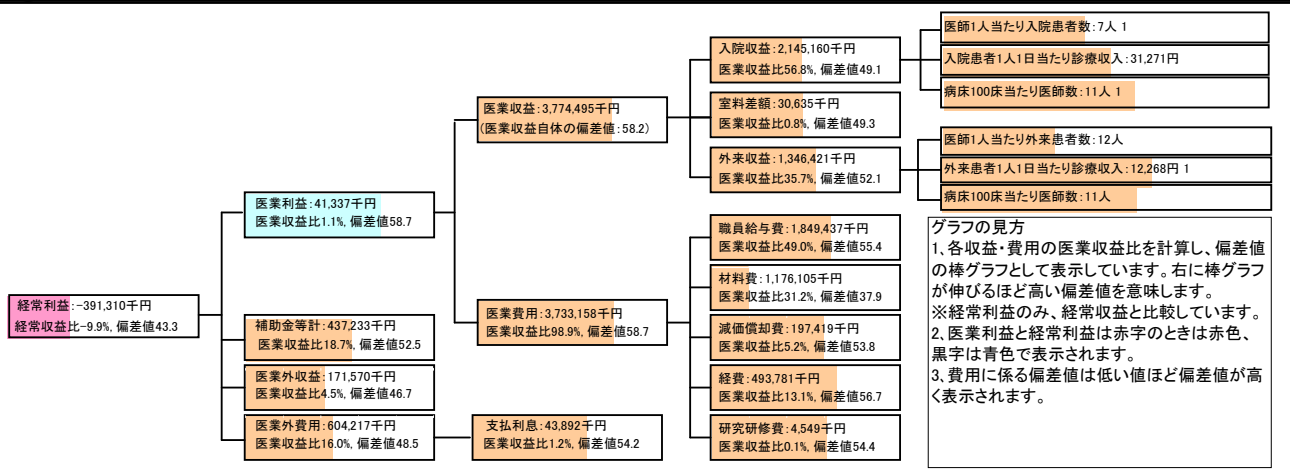 経常利益:-391,310千円
経常収益比-9.9%, 偏差値43.3
医業利益:41,337千円
医業収益比1.1%, 偏差値58.7
補助金等計:437,233千円
医業収益比18.7%, 偏差値52.5
医業外収益:171,570千円
医業収益比4.5%, 偏差値46.7
医業外費用:604,217千円
医業収益比16.0%, 偏差値48.5
支払利息:43,892千円
医業収益比1.2%, 偏差値54.2
医業収益:3,774,495千円
(医業収益自体の偏差値:58.2)
医業費用:3,733,158千円
医業収益比98.9%, 偏差値58.7
入院収益:2,145,160千円
医業収益比56.8%, 偏差値49.1
室料差額:30,635千円
医業収益比0.8%, 偏差値49.3
外来収益:1,346,421千円
医業収益比35.7%, 偏差値52.1
職員給与費:1,849,437千円
医業収益比49.0%, 偏差値55.4
材料費:1,176,105千円
医業収益比31.2%, 偏差値37.9
減価償却費:197,419千円
医業収益比5.2%, 偏差値53.8
経費:493,781千円
医業収益比13.1%, 偏差値56.7
研究研修費:4,549千円
医業収益比0.1%, 偏差値54.4
医師1人当たり入院患者数:7人 1
入院患者1人1日当たり診療収入:31,271円
病床100床当たり医師数:11人 1
医師1人当たり外来患者数:12人
外来患者1人1日当たり診療収入:12,268円 1
病床100床当たり医師数:11人
グラフの見方
1、各収益・費用の医業収益比を計算し、偏差値
の棒グラフとして表示しています。右に棒グラフ
が伸びるほど高い偏差値を意味します。
※経常利益のみ、経常収益と比較しています。
2、医業利益と経常利益は赤字のときは赤色、
黒字は青色で表示されます。
3、費用に係る偏差値は低い値ほど偏差値が高
く表示されます。